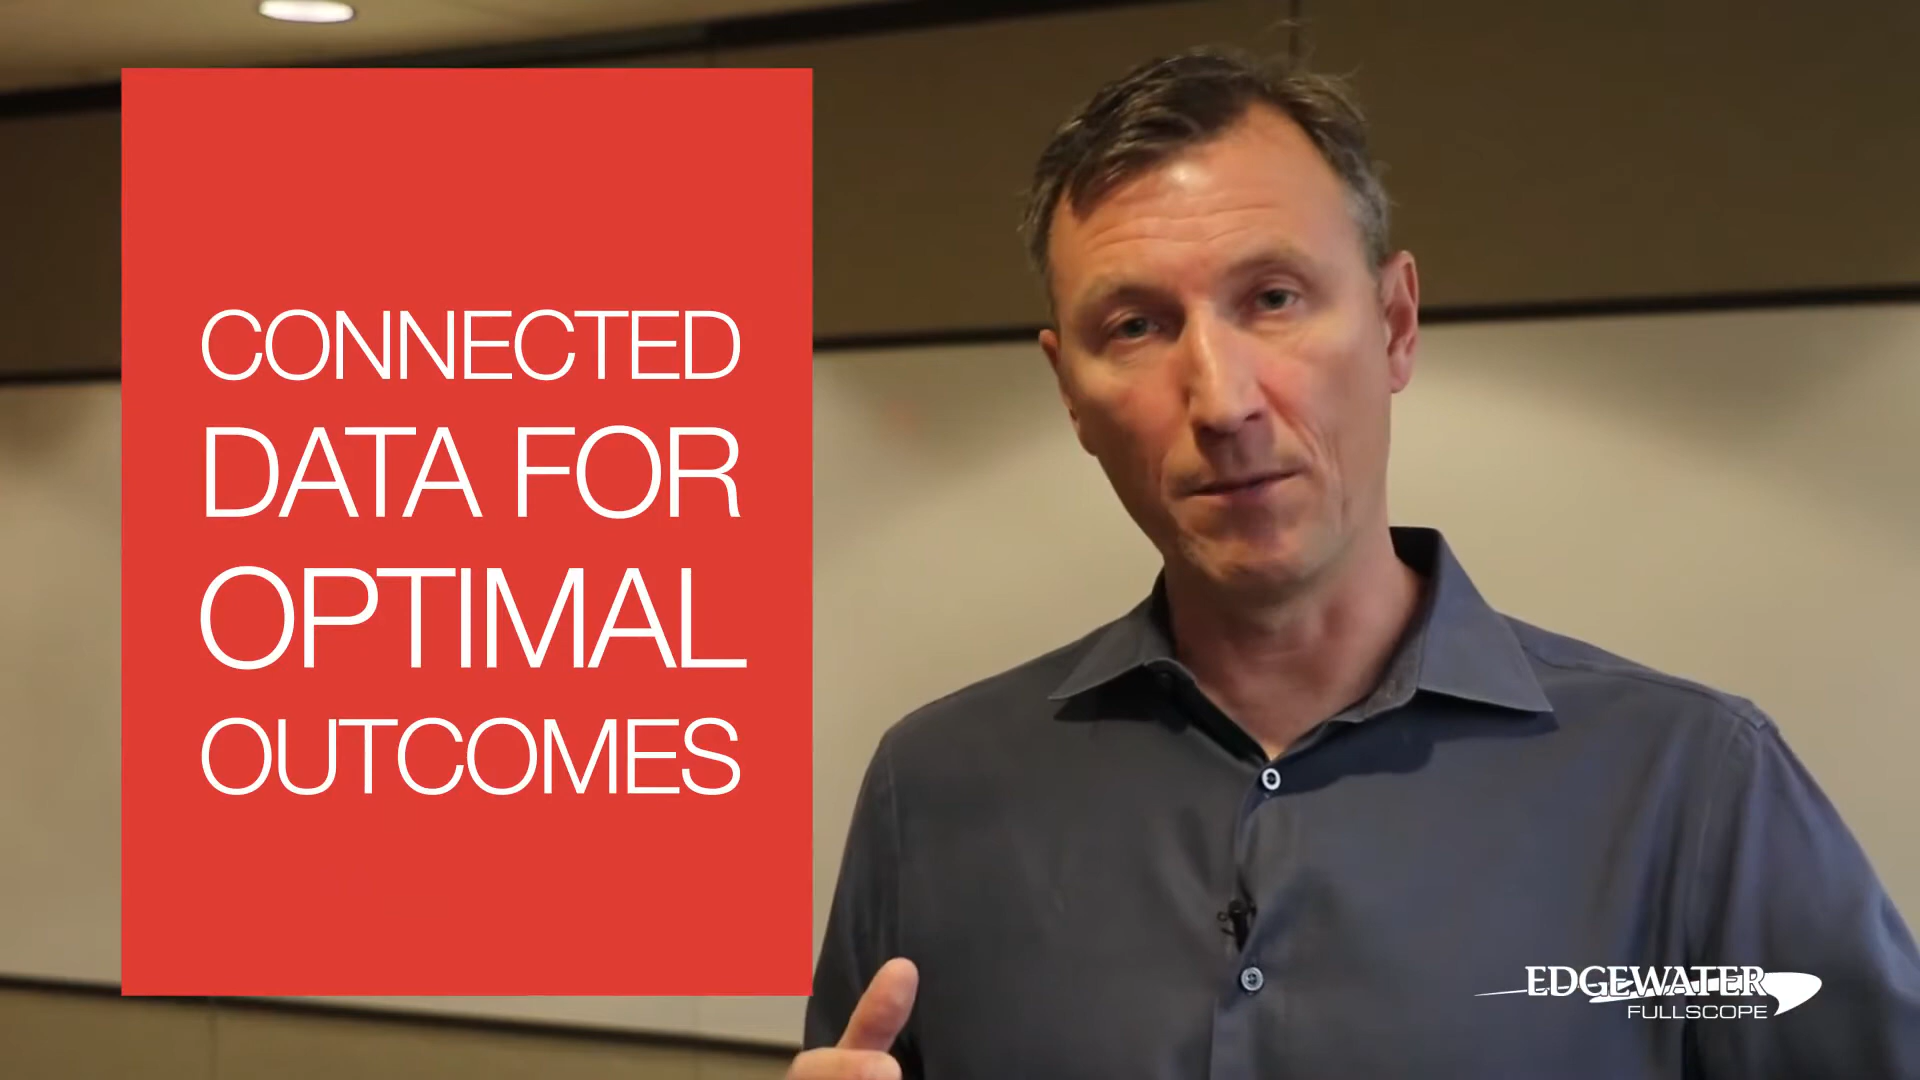 CONNECTED
DATA FOR
OPTIMAL
OUTCOMES
EDGEWATER
FULLSCOPE